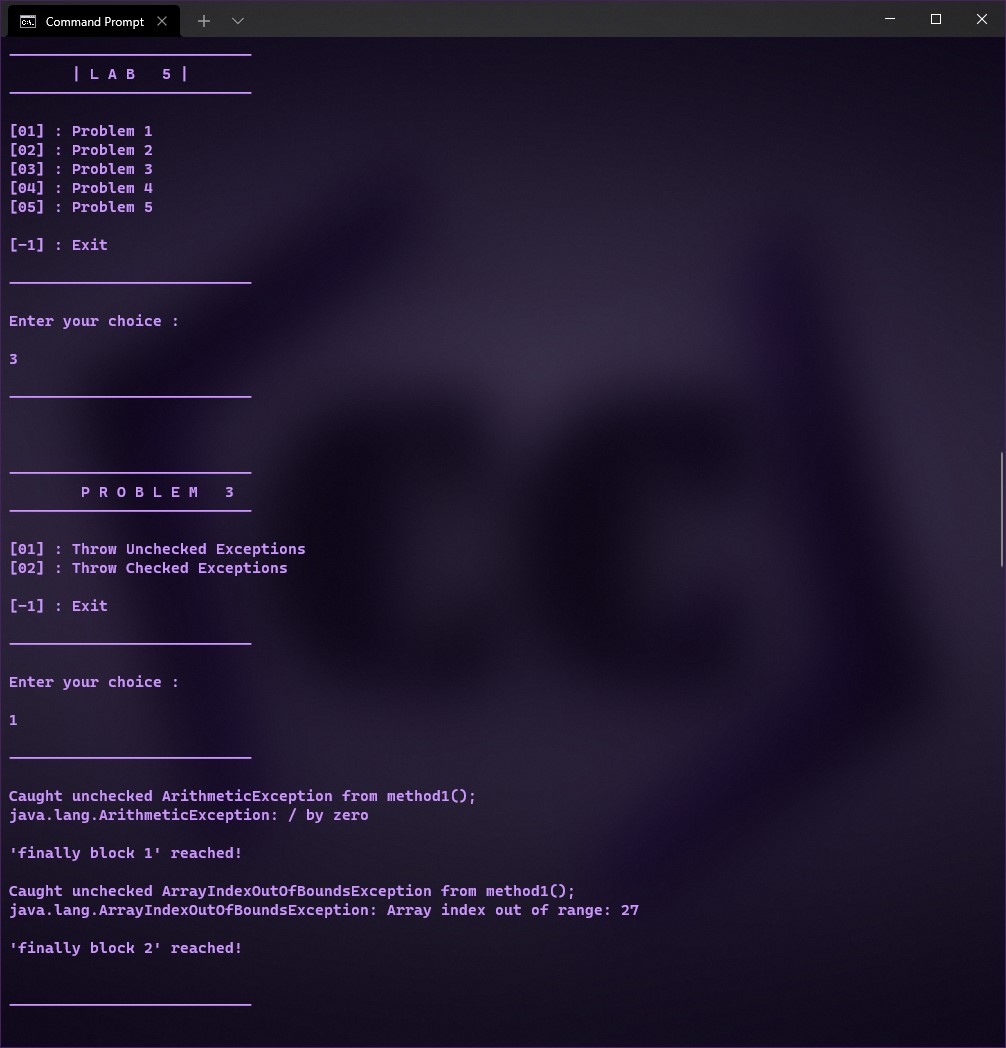 Command Prompt
| L A B   5 |
[01] : Problem 1
[02] : Problem 2
[03] : Problem 3
[04] : Problem 4
[05] : Problem 5
[-1] : Exit
Enter your choice :
3
P R O B L E M   3
[01] : Throw Unchecked Exceptions
[02] : Throw Checked Exceptions
[-1] : Exit
Enter your choice :
1
Caught unchecked ArithmeticException from method1();
java.lang.ArithmeticException: / by zero
'finally block 1' reached!
Caught unchecked ArrayIndexOutOfBoundsException from method1();
java.lang.ArrayIndexOutOfBoundsException: Array index out of range: 27
'finally block 2' reached!